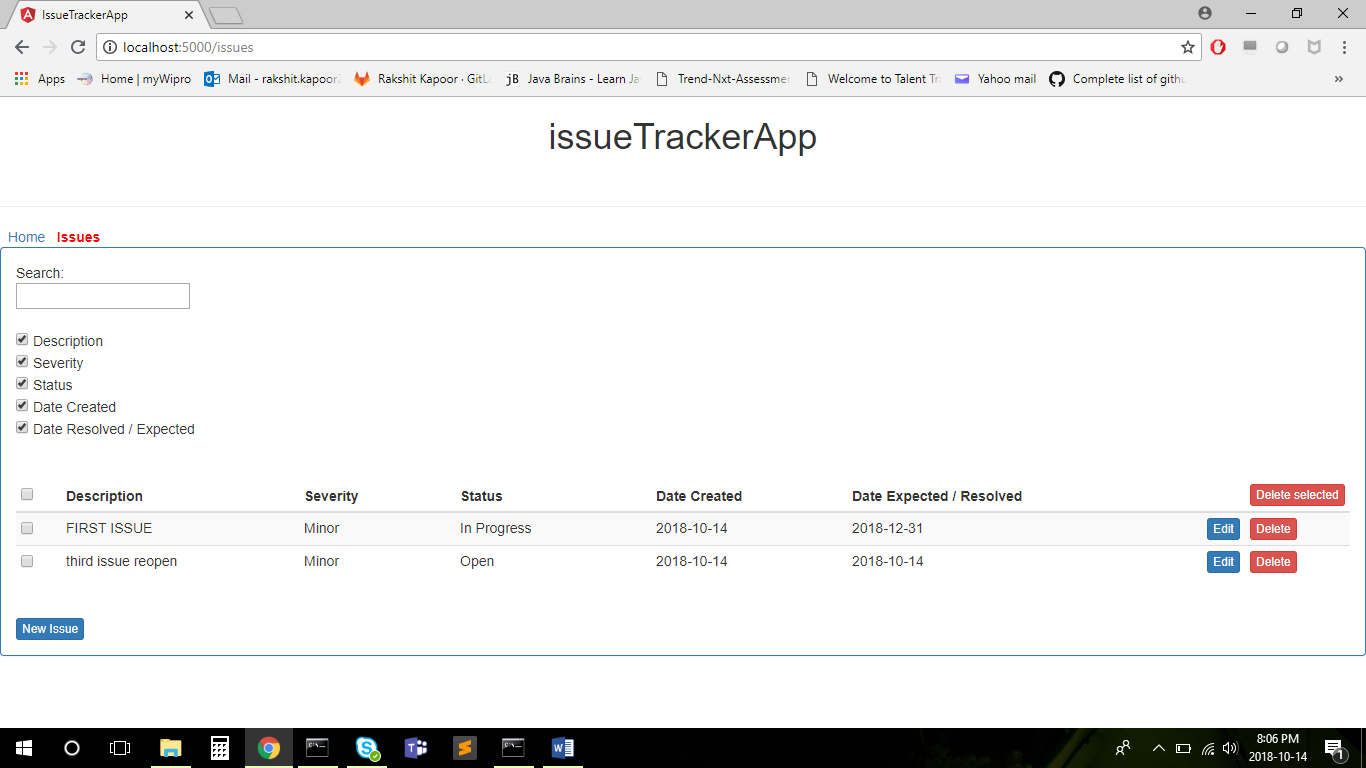 IssueTrackerApp
localhost:5000/issues
Apps Home | myWipro Mail - rakshit.kapoor Rakshit Kapoor · GitL jB Java Brains - Learn Ja Trend-Nxt-Assessmen Welcome to Talent Tr Yahoo mail Complete list of githu »
issueTrackerApp
Home Issues
Search:
Description
Severity
Status
Date Created
Date Resolved / Expected
Description Severity Status Date Created Date Expected / Resolved Delete selected
FIRST ISSUE Minor In Progress 2018-10-14 2018-12-31 Edit Delete
third issue reopen Minor Open 2018-10-14 2018-10-14 Edit Delete
New Issue
8:06 PM
2018-10-14
1